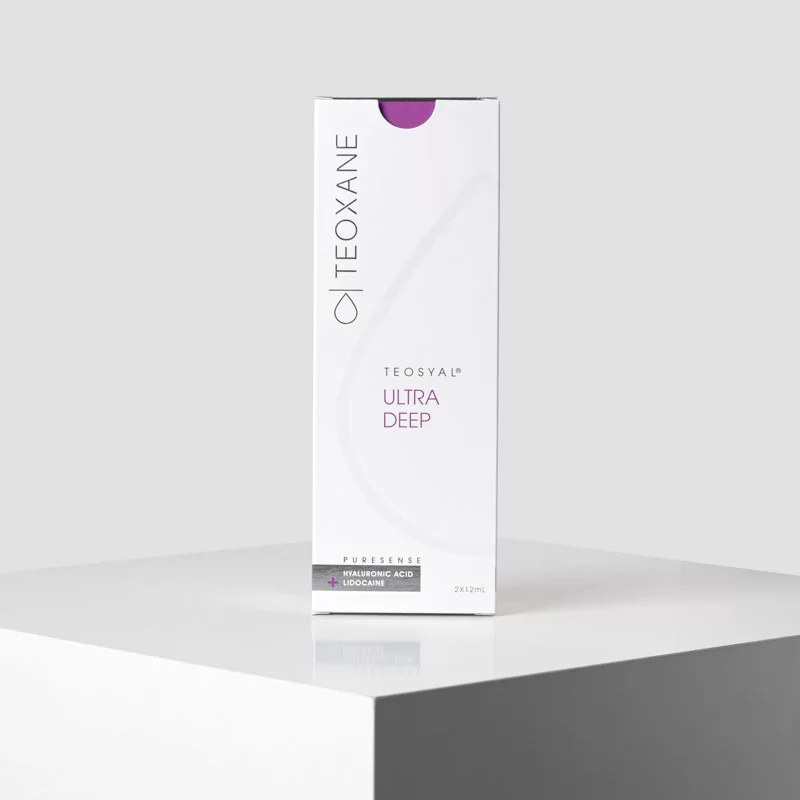 TEOXANE
TEOSYAL®
ULTRA
DEEP
PURESENSE
HYALURONIC ACID
+ LIDOCAINE
2X1.2mL